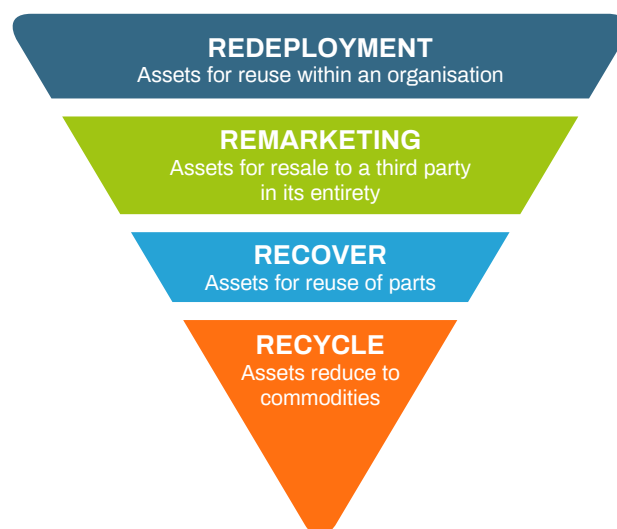 REDEPLOYMENT
Assets for reuse within an organisation
REMARKETING
Assets for resale to a third party
in its entirety
RECOVER
Assets for reuse of parts
RECYCLE
Assets reduce to
commodities